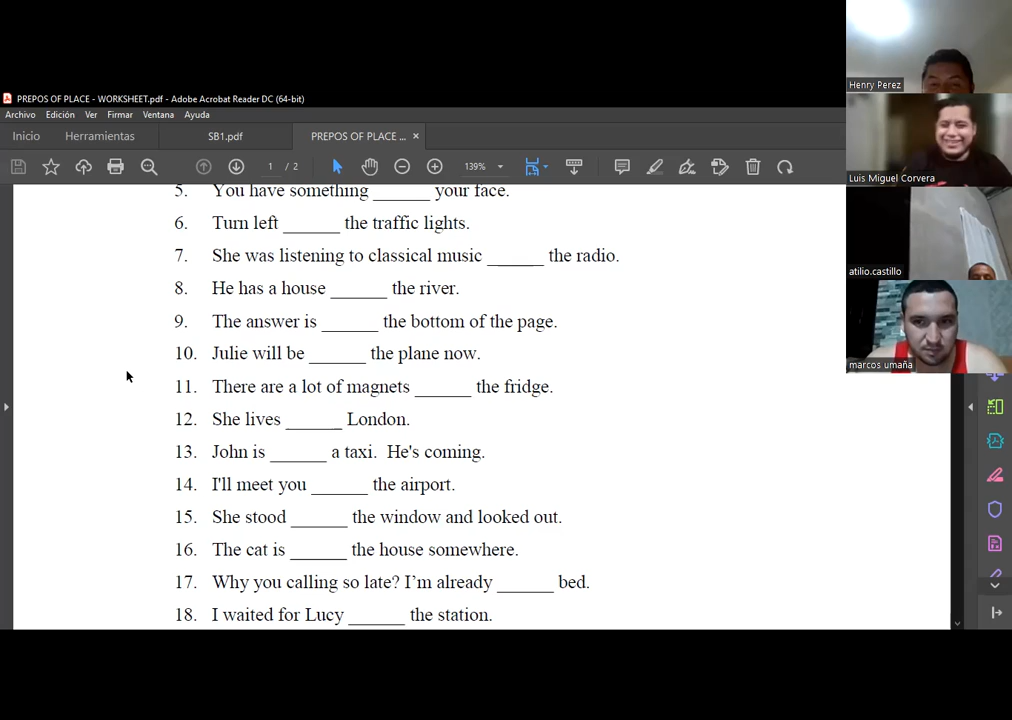 PREPOS OF PLACE - WORKSHEET.pdf - Adobe Acrobat Reader DC (64-bit)
Archivo Edición Ver Firmar Ventana Ayuda
Inicio Herramientas SB1.pdf PREPOS OF PLACE ... ×
1 / 2 139%
5. You have something ______ your face.
6. Turn left ______ the traffic lights.
7. She was listening to classical music ______ the radio.
8. He has a house ______ the river.
9. The answer is ______ the bottom of the page.
10. Julie will be ______ the plane now.
11. There are a lot of magnets ______ the fridge.
12. She lives ______ London.
13. John is ______ a taxi. He's coming.
14. I'll meet you ______ the airport.
15. She stood ______ the window and looked out.
16. The cat is ______ the house somewhere.
17. Why you calling so late? I'm already ______ bed.
18. I waited for Lucy ______ the station.
Henry Perez
Luis Miguel Corvera
atilio.castillo
marcos umaña